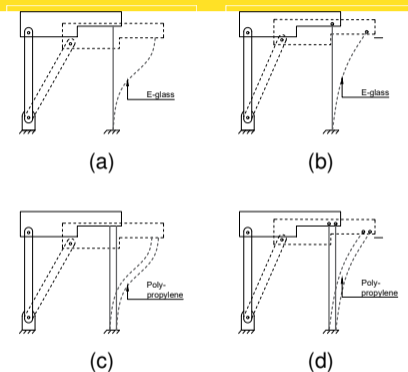 E-glass
(a)
E-glass
(b)
Poly-
propylene
(c)
Poly-
propylene
(d)